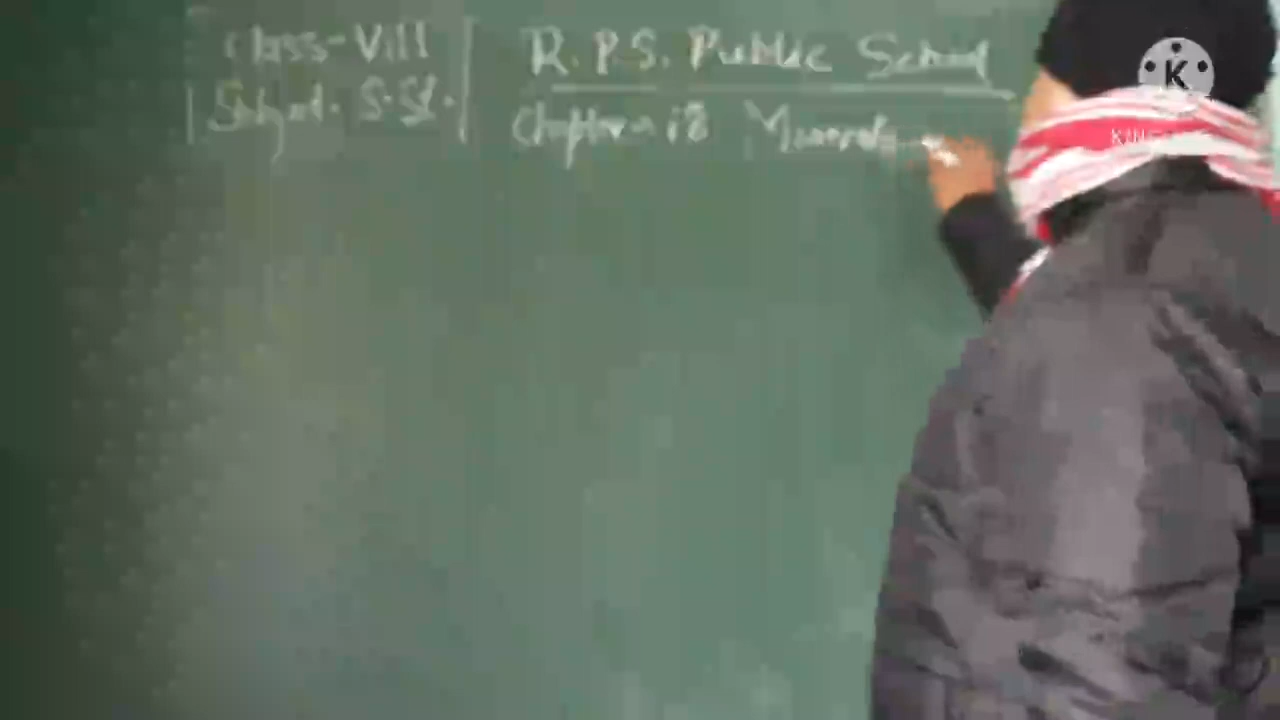 Class-VIII
R.P.S. Public School
Subject. S.St.
Chapter-18 Minerals
K